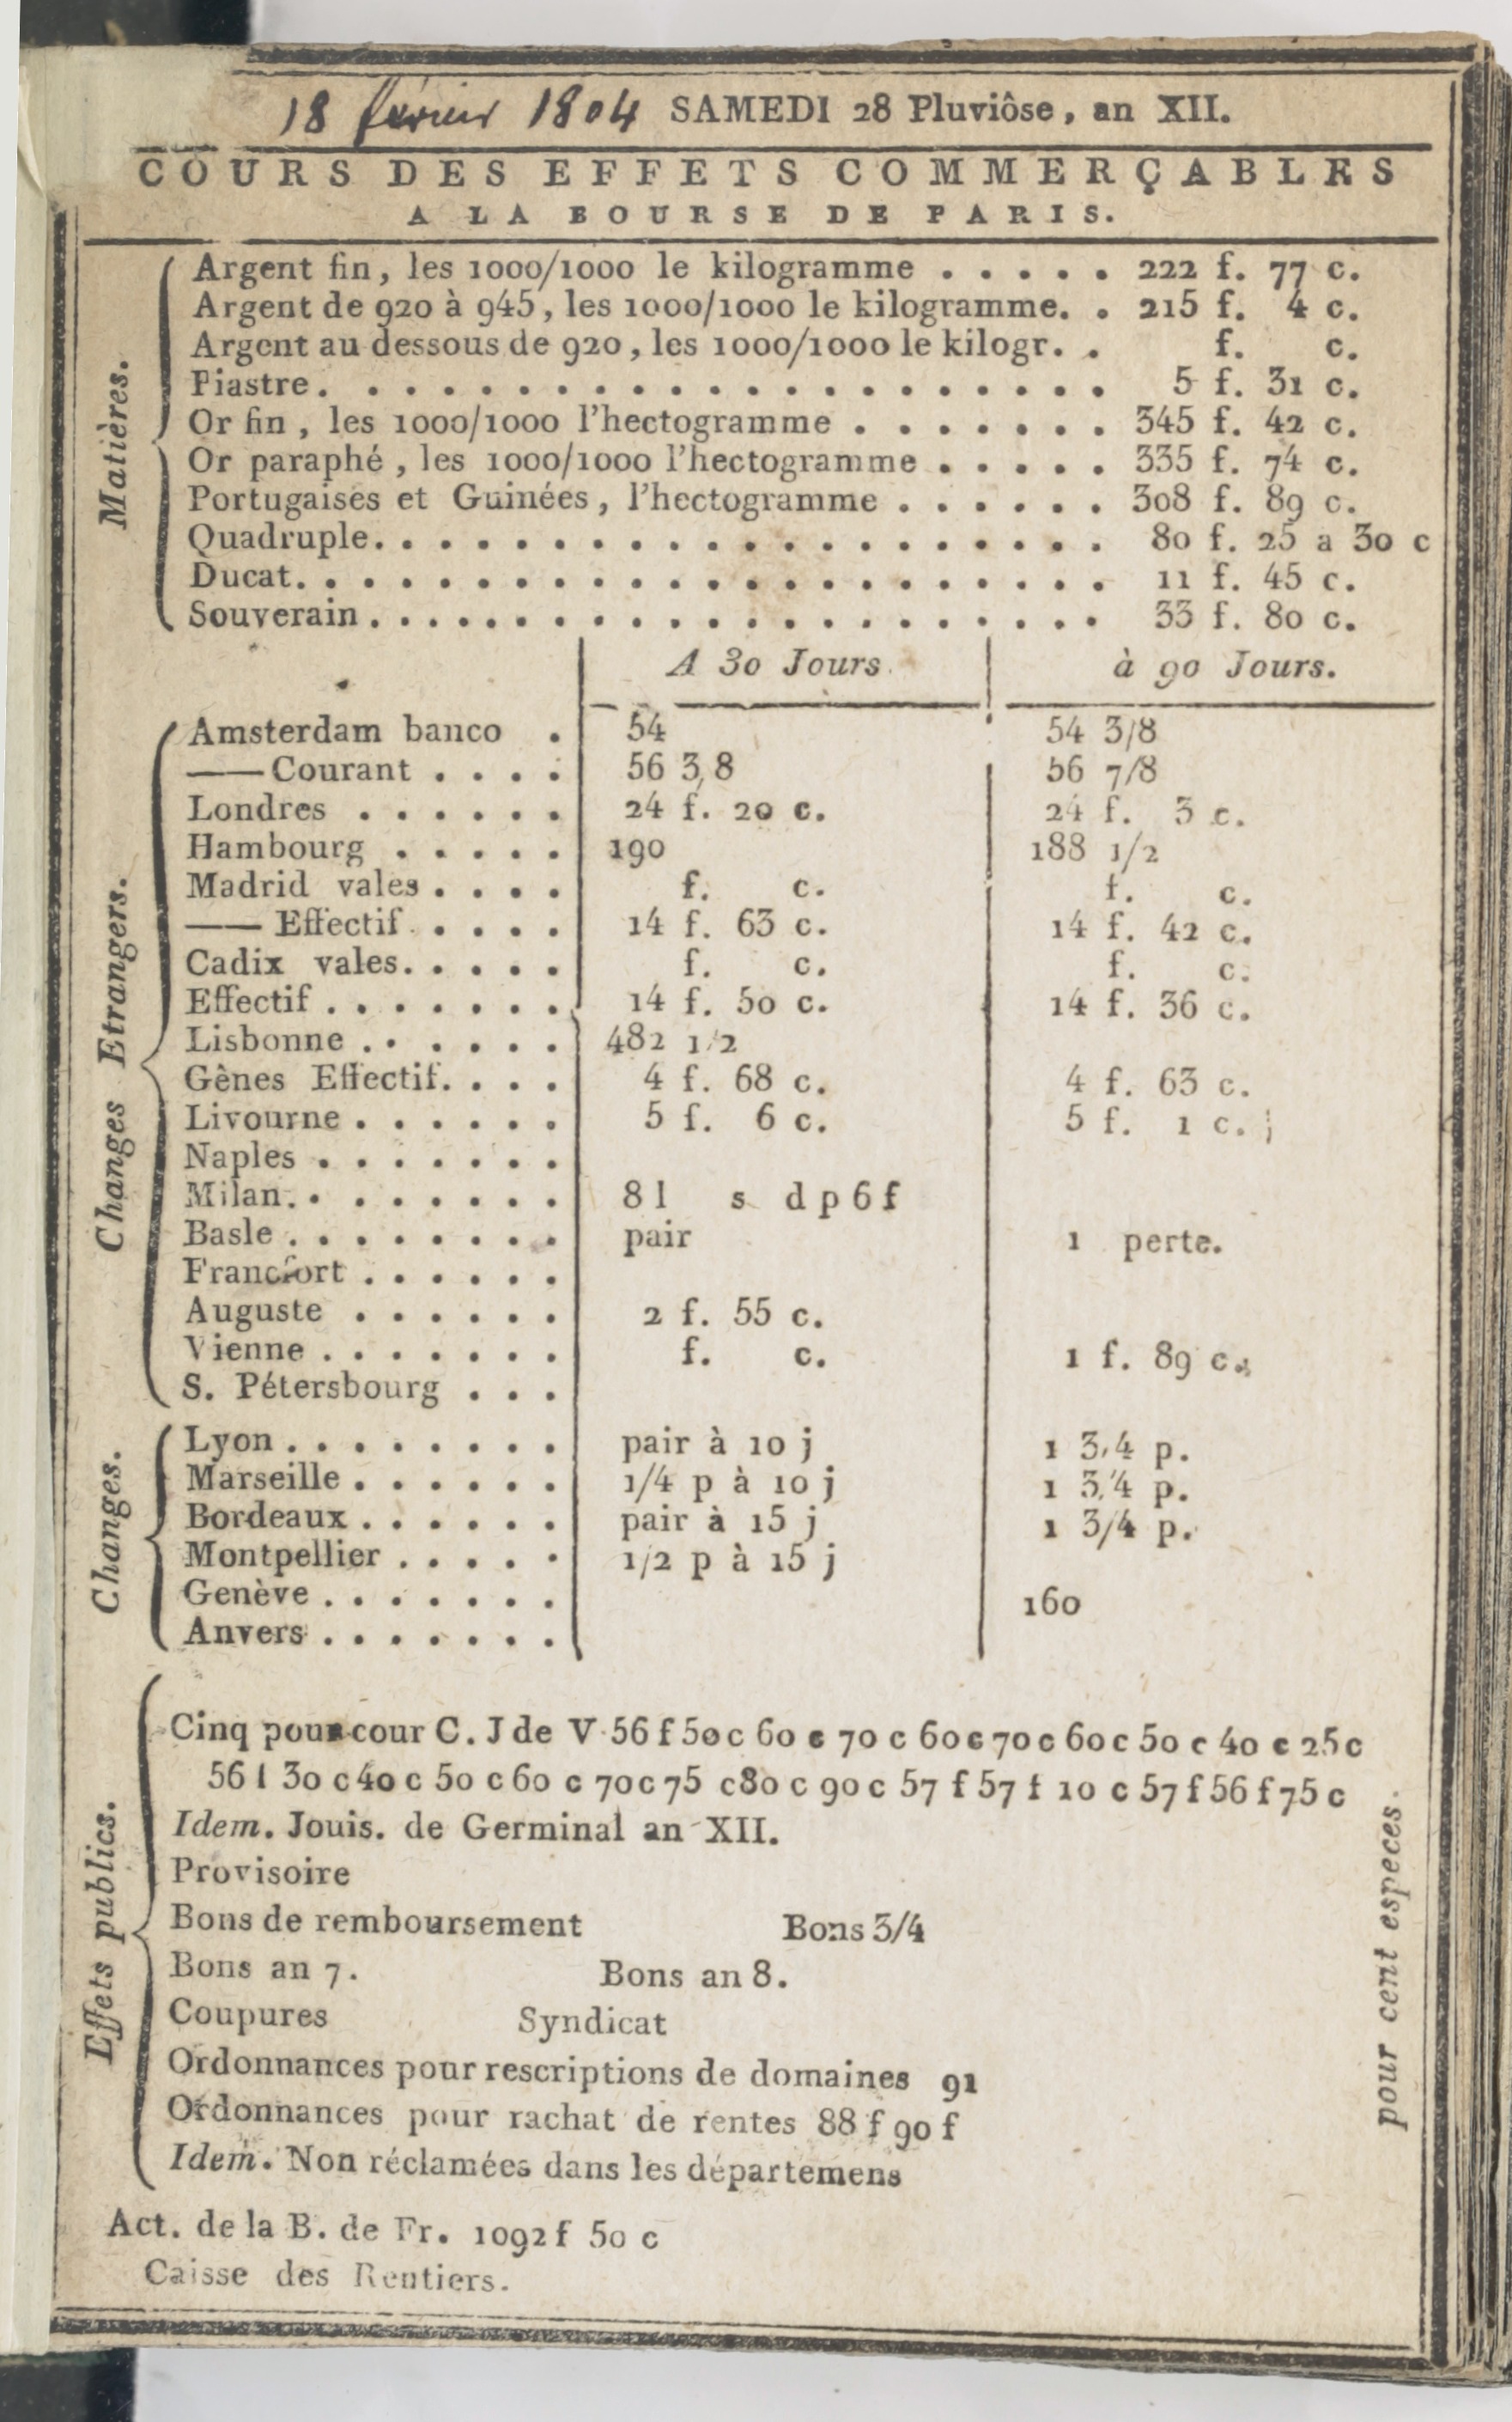 18 février 1804 SAMEDI 28 Pluviôse, an XII.
COURS DES EFFETS COMMERÇABLRS
A LA BOURSE DE PARIS.
Matières.
Argent fin, les 1000/1000 le kilogramme . . . . . 222 f. 77 c.
Argent de 920 à 945, les 1000/1000 le kilogramme. . 215 f. 4 c.
Argent au dessous de 920, les 1000/1000 le kilogr. . f. c.
Piastre. . . . . . . . . . . . . . . . . . . . . 5 f. 31 c.
Or fin, les 1000/1000 l'hectogramme . . . . . . . 345 f. 42 c.
Or paraphé, les 1000/1000 l'hectogramme . . . . . 335 f. 74 c.
Portugaises et Guinées, l'hectogramme . . . . . . 308 f. 89 c.
Quadruple. . . . . . . . . . . . . . . . . . . . 80 f. 25 a 30 c
Ducat. . . . . . . . . . . . . . . . . . . . . . 11 f. 45 c.
Souverain . . . . . . . . . . . . . . . . . . . . 33 f. 80 c.
A 30 Jours. à 90 Jours.
Changes Etrangers.
Amsterdam banco . 54 54 3/8
—— Courant . . . . 56 3/8 56 7/8
Londres . . . . . . 24 f. 20 c. 24 f. 3 c.
Hambourg . . . . . 190 188 1/2
Madrid vales . . . . f. c. f. c.
—— Effectif . . . . 14 f. 63 c. 14 f. 42 c.
Cadix vales. . . . . f. c. f. c.
Effectif . . . . . . . 14 f. 50 c. 14 f. 36 c.
Lisbonne . . . . . . 482 1/2
Gênes Effectif. . . . 4 f. 68 c. 4 f. 63 c.
Livourne . . . . . . 5 f. 6 c. 5 f. 1 c.
Naples . . . . . . .
Milan. . . . . . . . 8 l s d p 6 f
Basle . . . . . . . . pair 1 perte.
Francfort . . . . . .
Auguste . . . . . . 2 f. 55 c.
Vienne . . . . . . . f. c. 1 f. 89 c.
S. Pétersbourg . . .
Changes.
Lyon . . . . . . . . pair à 10 j 1 3/4 p.
Marseille . . . . . . 1/4 p à 10 j 1 3/4 p.
Bordeaux . . . . . . pair à 15 j 1 3/4 p.
Montpellier . . . . . 1/2 p à 15 j
Genève . . . . . . . 160
Anvers . . . . . . .
Effets publics.
Cinq pour cour C. J de V 56 f 50 c 60 c 70 c 60 c 70 c 60 c 50 c 40 c 25 c
56 f 30 c 40 c 50 c 60 c 70 c 75 c 80 c 90 c 57 f 57 f 10 c 57 f 56 f 75 c
Idem. Jouis. de Germinal an XII.
Provisoire
Bons de remboursement Bons 3/4
Bons an 7. Bons an 8.
Coupures Syndicat
Ordonnances pour rescriptions de domaines 91
Ordonnances pour rachat de rentes 88 f 90 f
Idem. Non réclamées dans les départemens
pour cent especes.
Act. de la B. de Fr. 1092 f 50 c
Caisse des Rentiers.